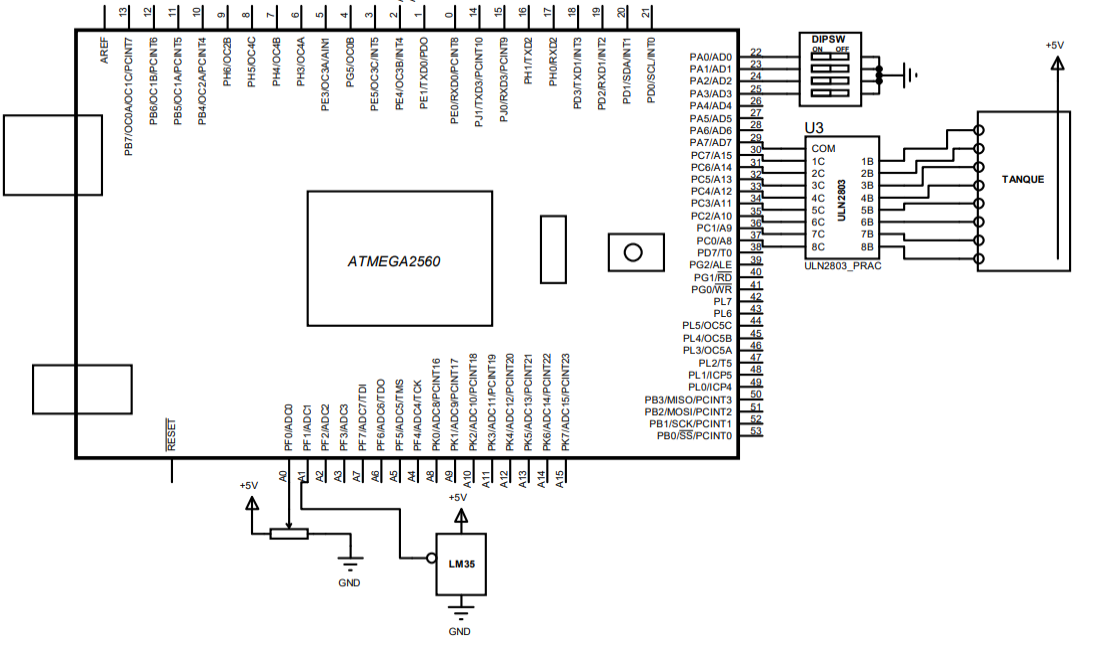 AREF
13 PB7/OC0A/OC1C/PCINT7
12 PB6/OC1B/PCINT6
11 PB5/OC1A/PCINT5
10 PB4/OC2A/PCINT4
9 PH6/OC2B
8 PH5/OC4C
7 PH4/OC4B
6 PH3/OC4A
5 PE3/OC3A/AIN1
4 PG5/OC0B
3 PE5/OC3C/INT5
2 PE4/OC3B/INT4
1 PE1/TXD0/PDO
0 PE0/RXD0/PCINT8
14 PJ1/TXD3/PCINT10
15 PJ0/RXD3/PCINT9
16 PH1/TXD2
17 PH0/RXD2
18 PD3/TXD1/INT3
19 PD2/RXD1/INT2
20 PD1/SDA/INT1
21 PD0/SCL/INT0
PA0/AD0 22
PA1/AD1 23
PA2/AD2 24
PA3/AD3 25
PA4/AD4 26
PA5/AD5 27
PA6/AD6 28
PA7/AD7 29
PC7/A15 30
PC6/A14 31
PC5/A13 32
PC4/A12 33
PC3/A11 34
PC2/A10 35
PC1/A9 36
PC0/A8 37
PD7/T0 38
PG2/ALE 39
PG1/RD 40
PG0/WR 41
PL7 42
PL6 43
PL5/OC5C 44
PL4/OC5B 45
PL3/OC5A 46
PL2/T5 47
PL1/ICP5 48
PL0/ICP4 49
PB3/MISO/PCINT3 50
PB2/MOSI/PCINT2 51
PB1/SCK/PCINT1 52
PB0/SS/PCINT0 53
DIPSW
ON OFF
+5V
U3
COM
1C 1B
2C 2B
3C 3B
4C 4B
5C 5B
6C 6B
7C 7B
8C 8B
ULN2803
ULN2803_PRAC
TANQUE
ATMEGA2560
RESET
PF0/ADC0 A0
PF1/ADC1 A1
PF2/ADC2 A2
PF3/ADC3 A3
PF7/ADC7/TDI A7
PF6/ADC6/TDO A6
PF5/ADC5/TMS A5
PF4/ADC4/TCK A4
PK0/ADC8/PCINT16 A8
PK1/ADC9/PCINT17 A9
PK2/ADC10/PCINT18 A10
PK3/ADC11/PCINT19 A11
PK4/ADC12/PCINT20 A12
PK5/ADC13/PCINT21 A13
PK6/ADC14/PCINT22 A14
PK7/ADC15/PCINT23 A15
+5V
+5V
LM35
GND
GND